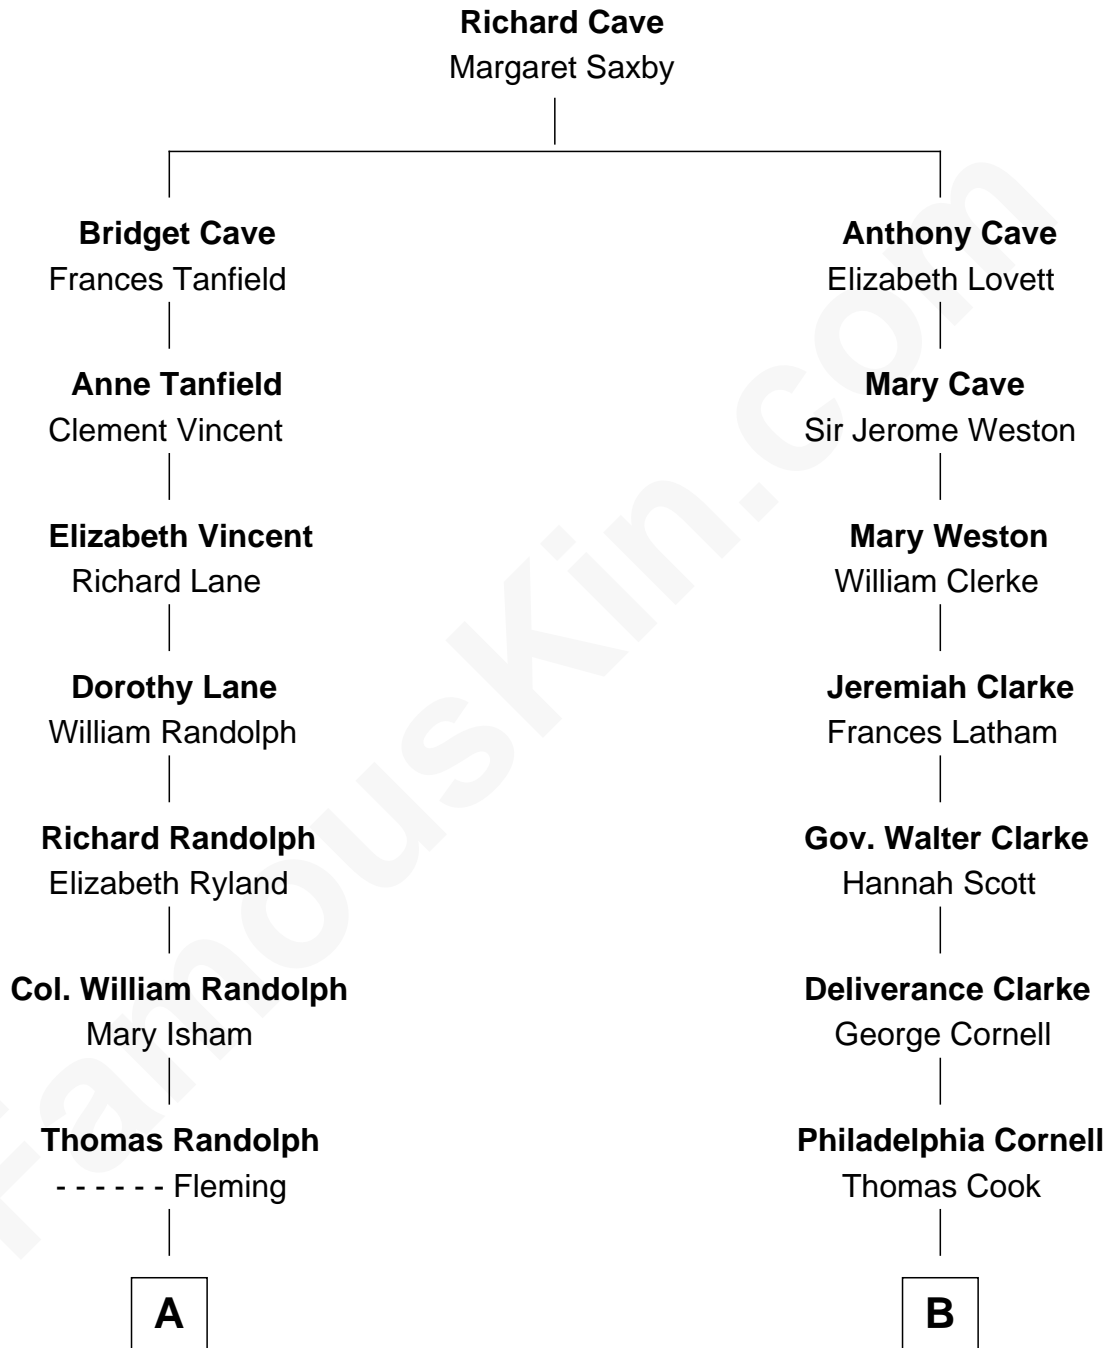 Richard Cave
Margaret Saxby
Bridget Cave
Frances Tanfield
Anthony Cave
Elizabeth Lovett
Anne Tanfield
Clement Vincent
Mary Cave
Sir Jerome Weston
Elizabeth Vincent
Richard Lane
Mary Weston
William Clerke
Dorothy Lane
William Randolph
Jeremiah Clarke
Frances Latham
Richard Randolph
Elizabeth Ryland
Gov. Walter Clarke
Hannah Scott
Col. William Randolph
Mary Isham
Deliverance Clarke
George Cornell
Thomas Randolph
- - - - - - Fleming
Philadelphia Cornell
Thomas Cook
A
B
FamousKin.com